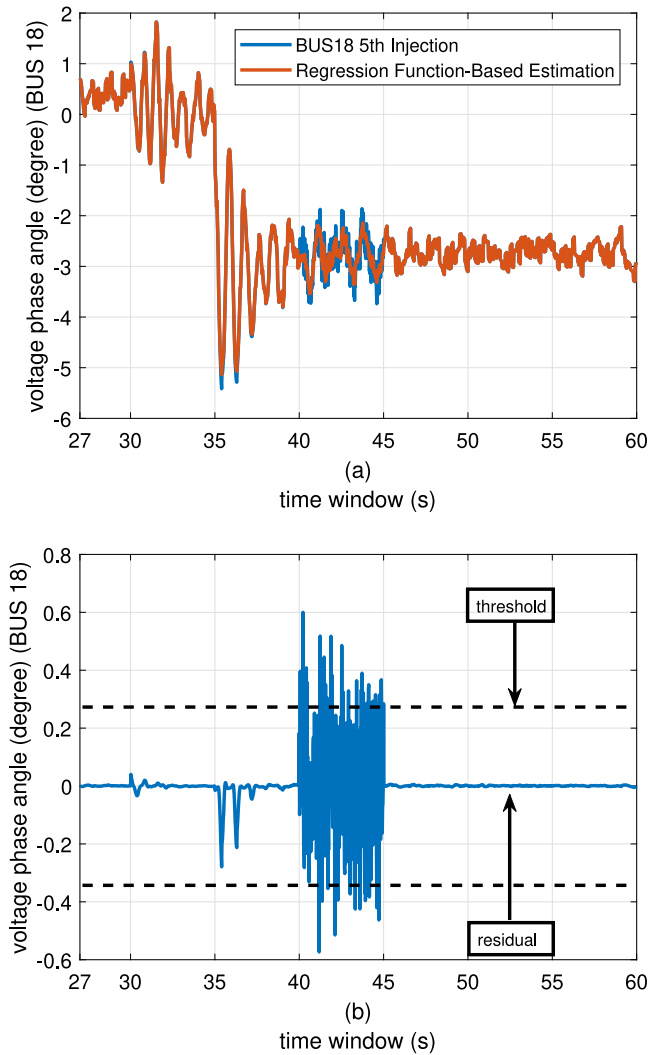 BUS18 5th Injection
Regression Function-Based Estimation
voltage phase angle (degree) (BUS 18)
2
1
0
-1
-2
-3
-4
-5
-6
27 30 35 40 45 50 55 60
(a)
time window (s)
voltage phase angle (degree) (BUS 18)
0.8
0.6
0.4
0.2
0
-0.2
-0.4
-0.6
threshold
residual
27 30 35 40 45 50 55 60
(b)
time window (s)